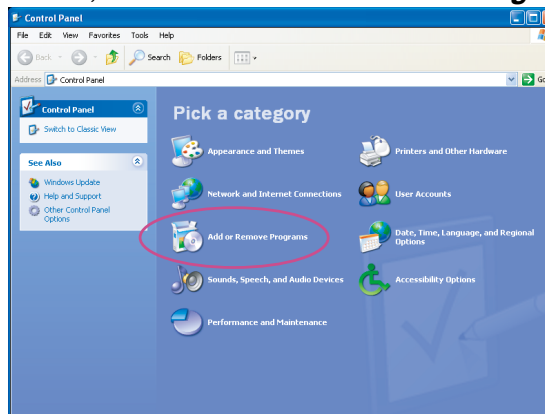 Control Panel
File Edit View Favorites Tools Help
Back Search Folders
Address Control Panel Go
Control Panel
Switch to Classic View
See Also
Windows Update
Help and Support
Other Control Panel
Options
Pick a category
Appearance and Themes
Printers and Other Hardware
Network and Internet Connections
User Accounts
Add or Remove Programs
Date, Time, Language, and Regional
Options
Sounds, Speech, and Audio Devices
Accessibility Options
Performance and Maintenance